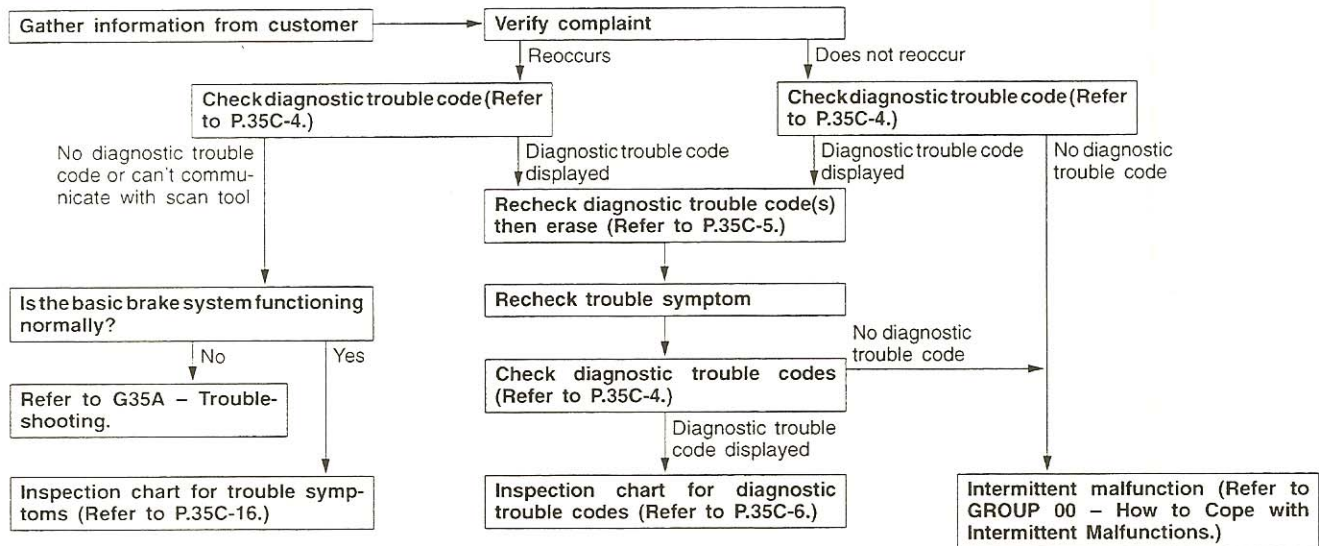 Gather information from customer
Verify complaint
Reoccurs
Does not reoccur
Check diagnostic trouble code (Refer
to P.35C-4.)
Check diagnostic trouble code (Refer
to P.35C-4.)
No diagnostic trouble
code or can't commu-
nicate with scan tool
Diagnostic trouble code
displayed
Diagnostic trouble code
displayed
No diagnostic
trouble code
Recheck diagnostic trouble code(s)
then erase (Refer to P.35C-5.)
Is the basic brake system functioning
normally?
Recheck trouble symptom
No
Yes
No diagnostic
trouble code
Check diagnostic trouble codes
(Refer to P.35C-4.)
Refer to G35A – Trouble-
shooting.
Diagnostic trouble
code displayed
Inspection chart for trouble symp-
toms (Refer to P.35C-16.)
Inspection chart for diagnostic
trouble codes (Refer to P.35C-6.)
Intermittent malfunction (Refer to
GROUP 00 – How to Cope with
Intermittent Malfunctions.)